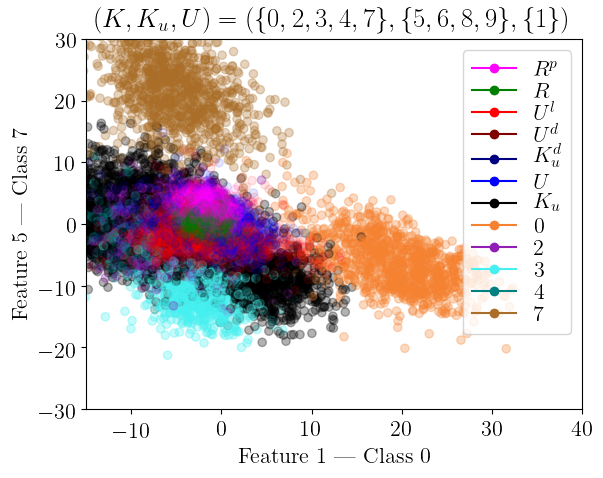 (K, K_u, U) = ({0, 2, 3, 4, 7}, {5, 6, 8, 9}, {1})
R^p
R
U^l
U^d
K_u^d
U
K_u
0
2
3
4
7
30
20
10
0
−10
−20
−30
Feature 5 — Class 7
−10 0 10 20 30 40
Feature 1 — Class 0